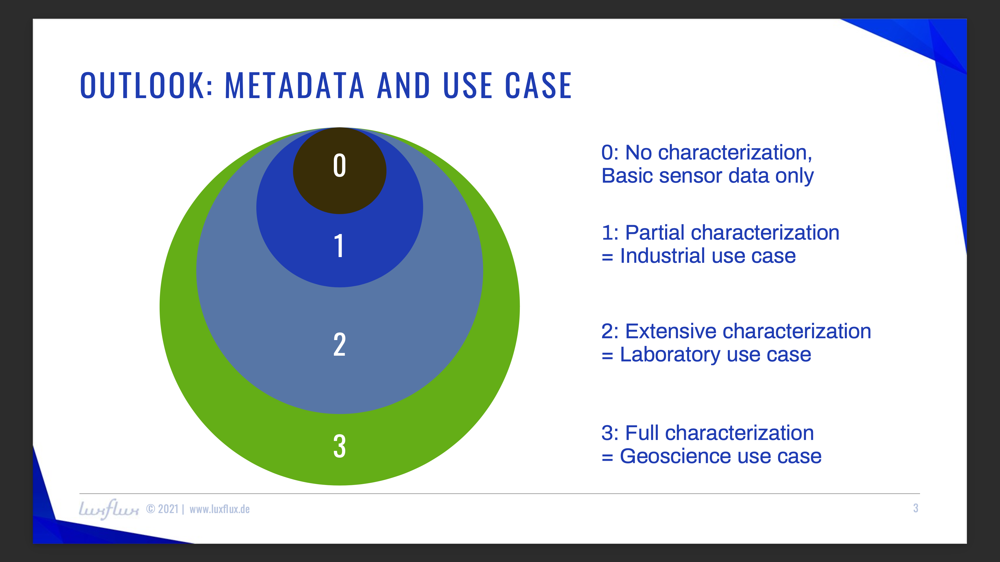 OUTLOOK: METADATA AND USE CASE
0
1
2
3
0: No characterization,
Basic sensor data only
1: Partial characterization
= Industrial use case
2: Extensive characterization
= Laboratory use case
3: Full characterization
= Geoscience use case
luxflux © 2021 | www.luxflux.de
3